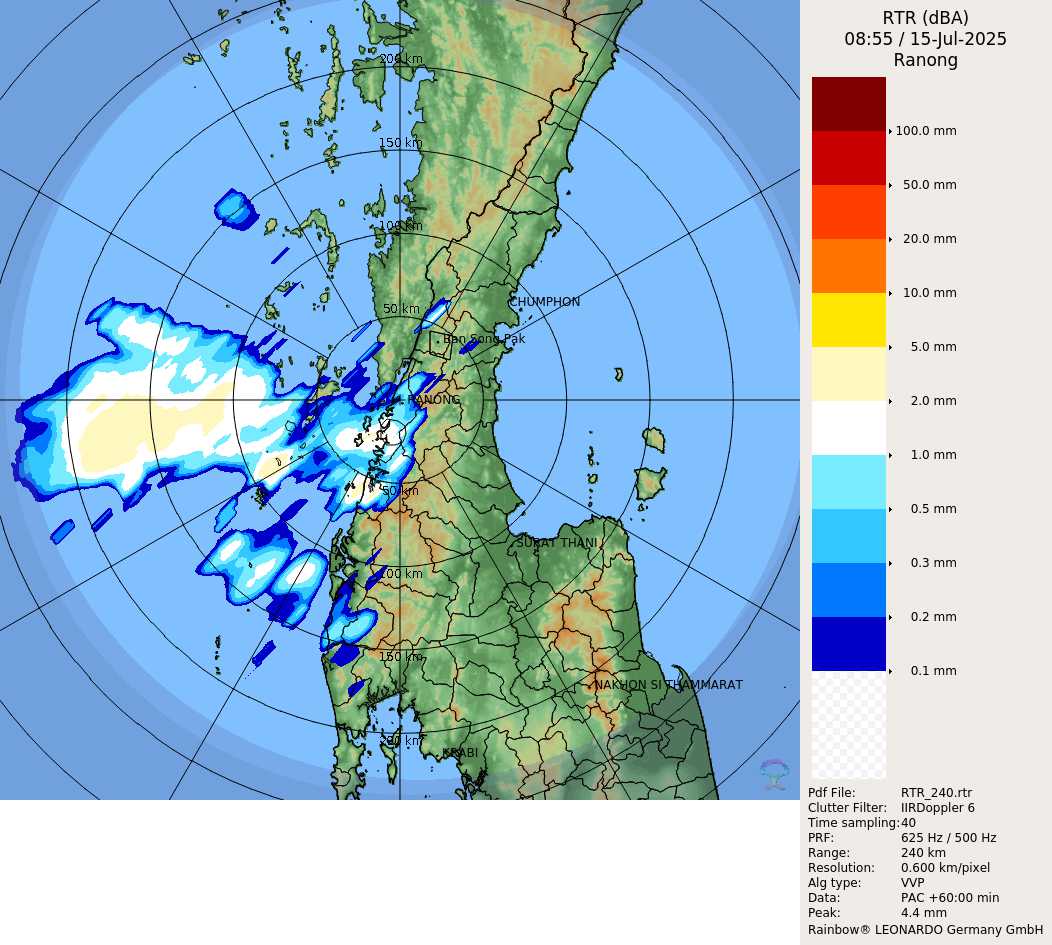 RTR (dBA)
08:55 / 15-Jul-2025
Ranong
100.0 mm
50.0 mm
20.0 mm
10.0 mm
5.0 mm
2.0 mm
1.0 mm
0.5 mm
0.3 mm
0.2 mm
0.1 mm
Pdf File: RTR_240.rtr
Clutter Filter: IIRDoppler 6
Time sampling: 40
PRF: 625 Hz / 500 Hz
Range: 240 km
Resolution: 0.600 km/pixel
Alg type: VVP
Data: PAC +60:00 min
Peak: 4.4 mm
Rainbow® LEONARDO Germany GmbH
200 km
150 km
100 km
50 km
CHUMPHON
Ban Song Pak
RANONG
50 km
SURAT THANI
100 km
150 km
NAKHON SI THAMMARAT
200 km
KRABI